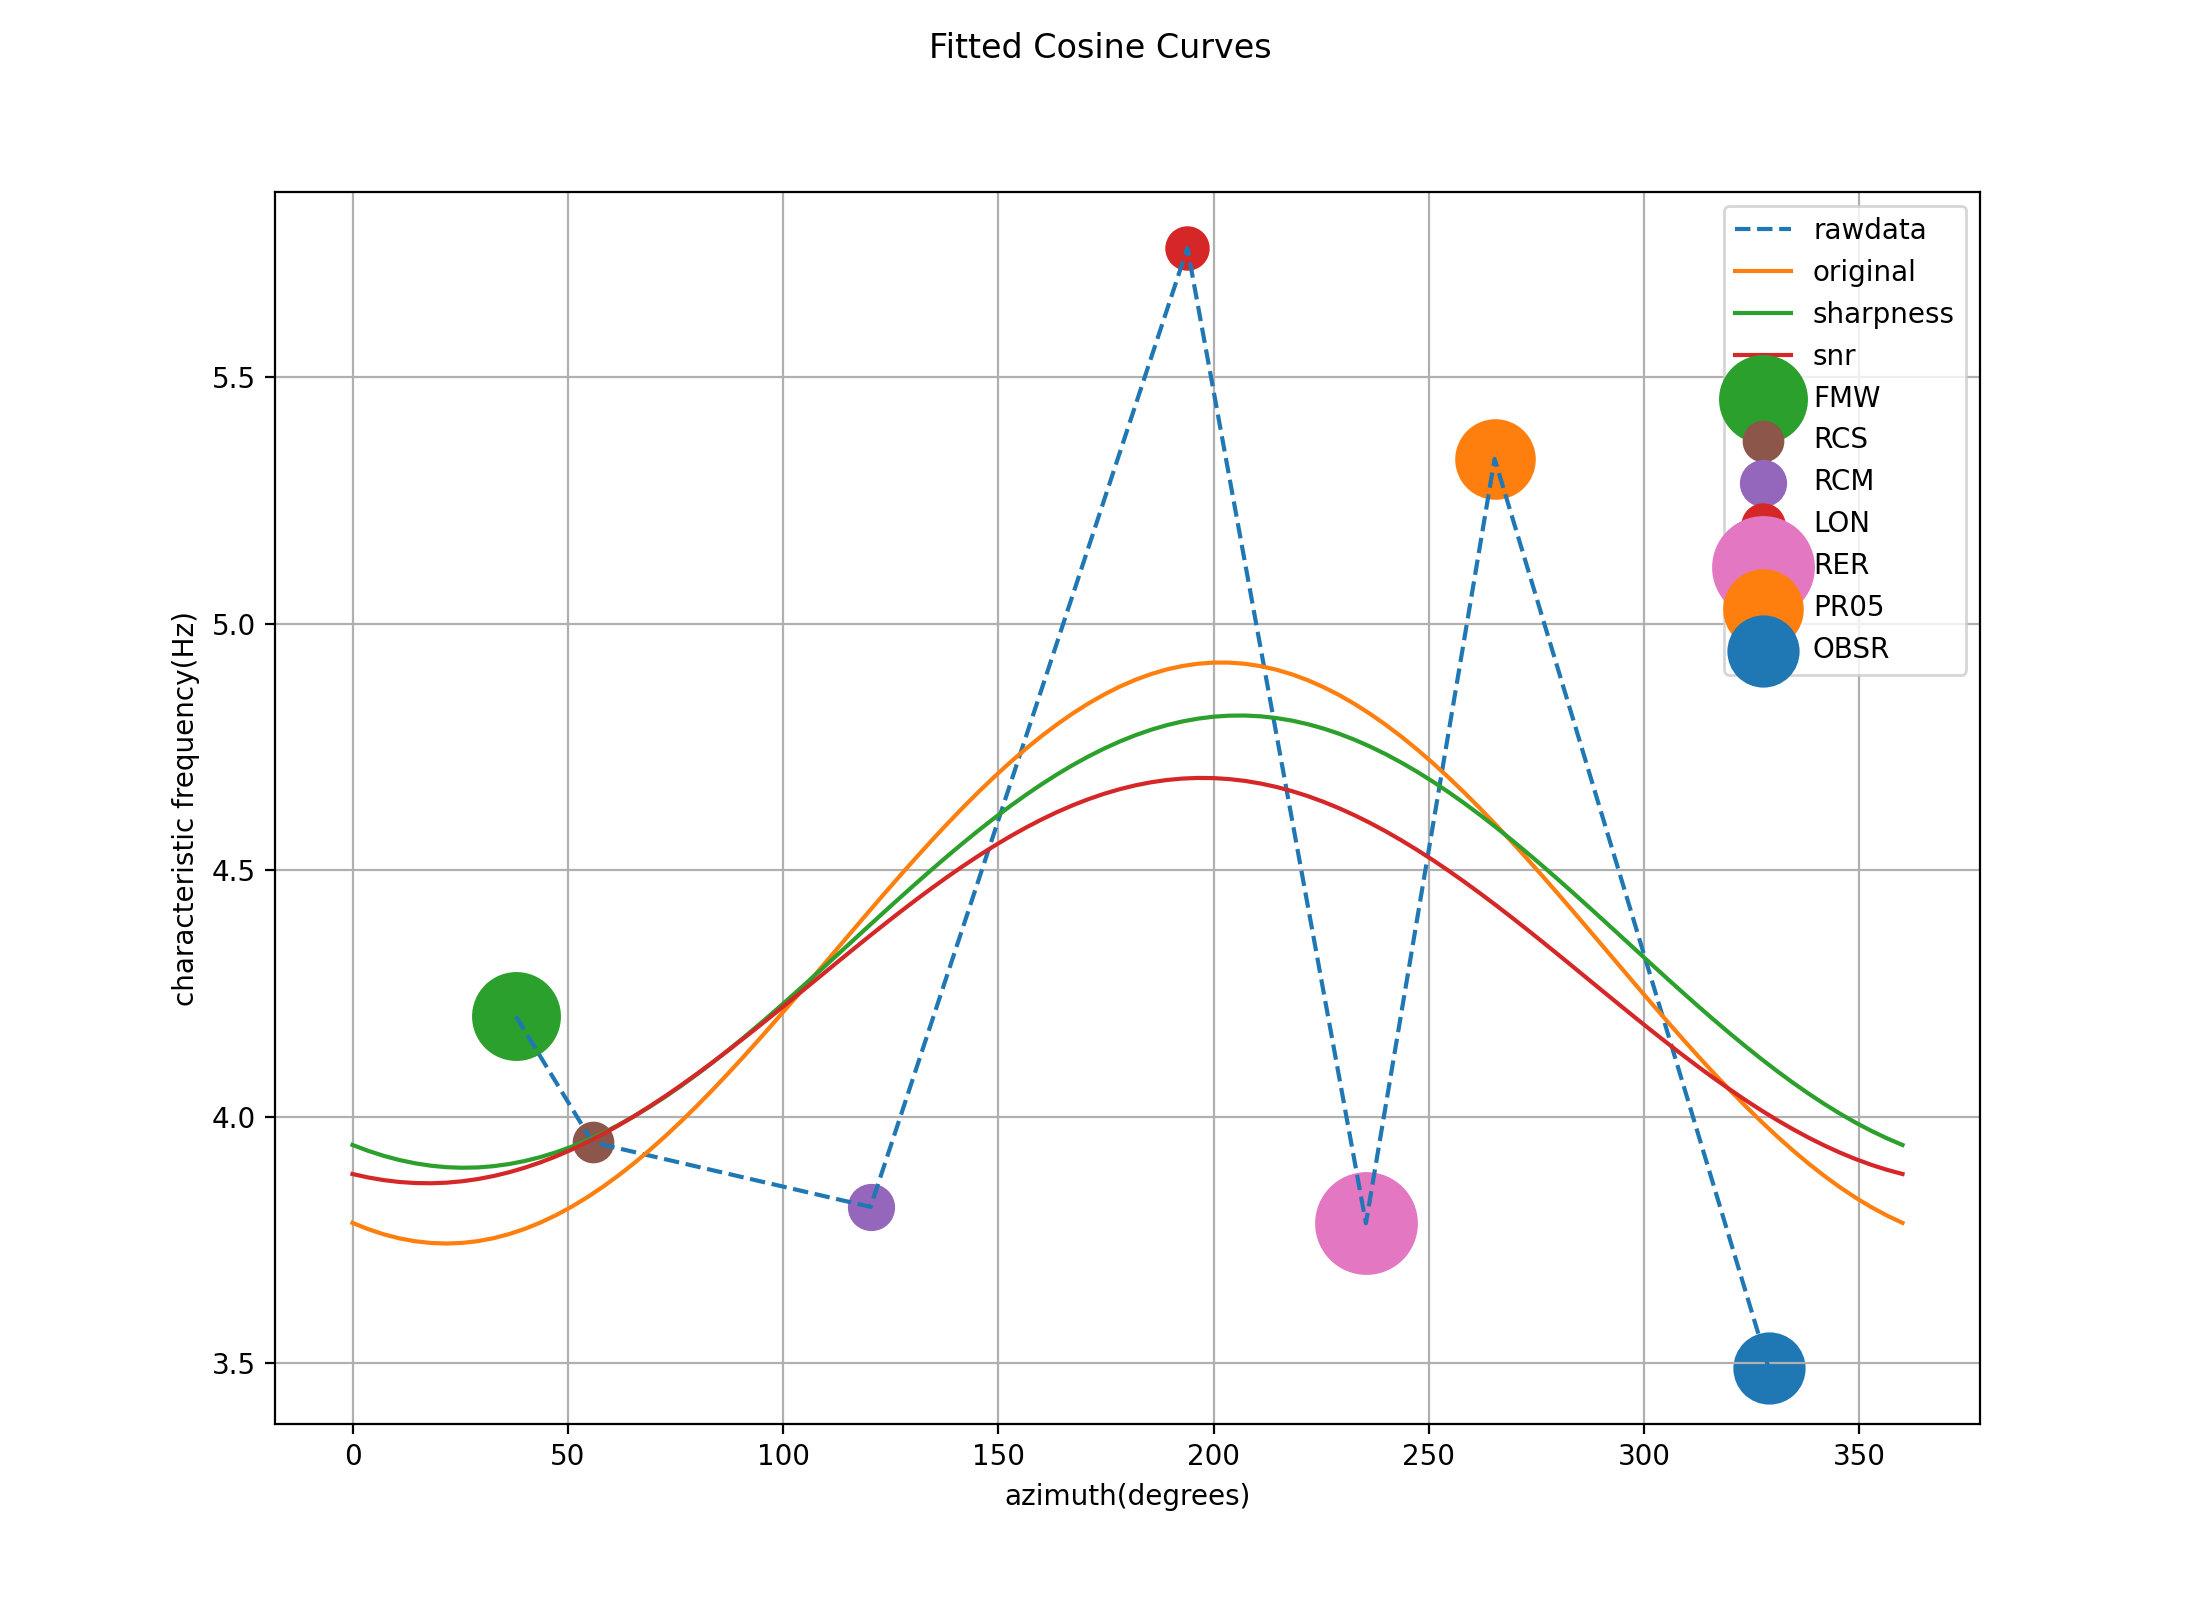 Fitted Cosine Curves
rawdata
original
sharpness
snr
FMW
RCS
RCM
LON
RER
PR05
OBSR
characteristic frequency(Hz)
5.5
5.0
4.5
4.0
3.5
0 50 100 150 200 250 300 350
azimuth(degrees)